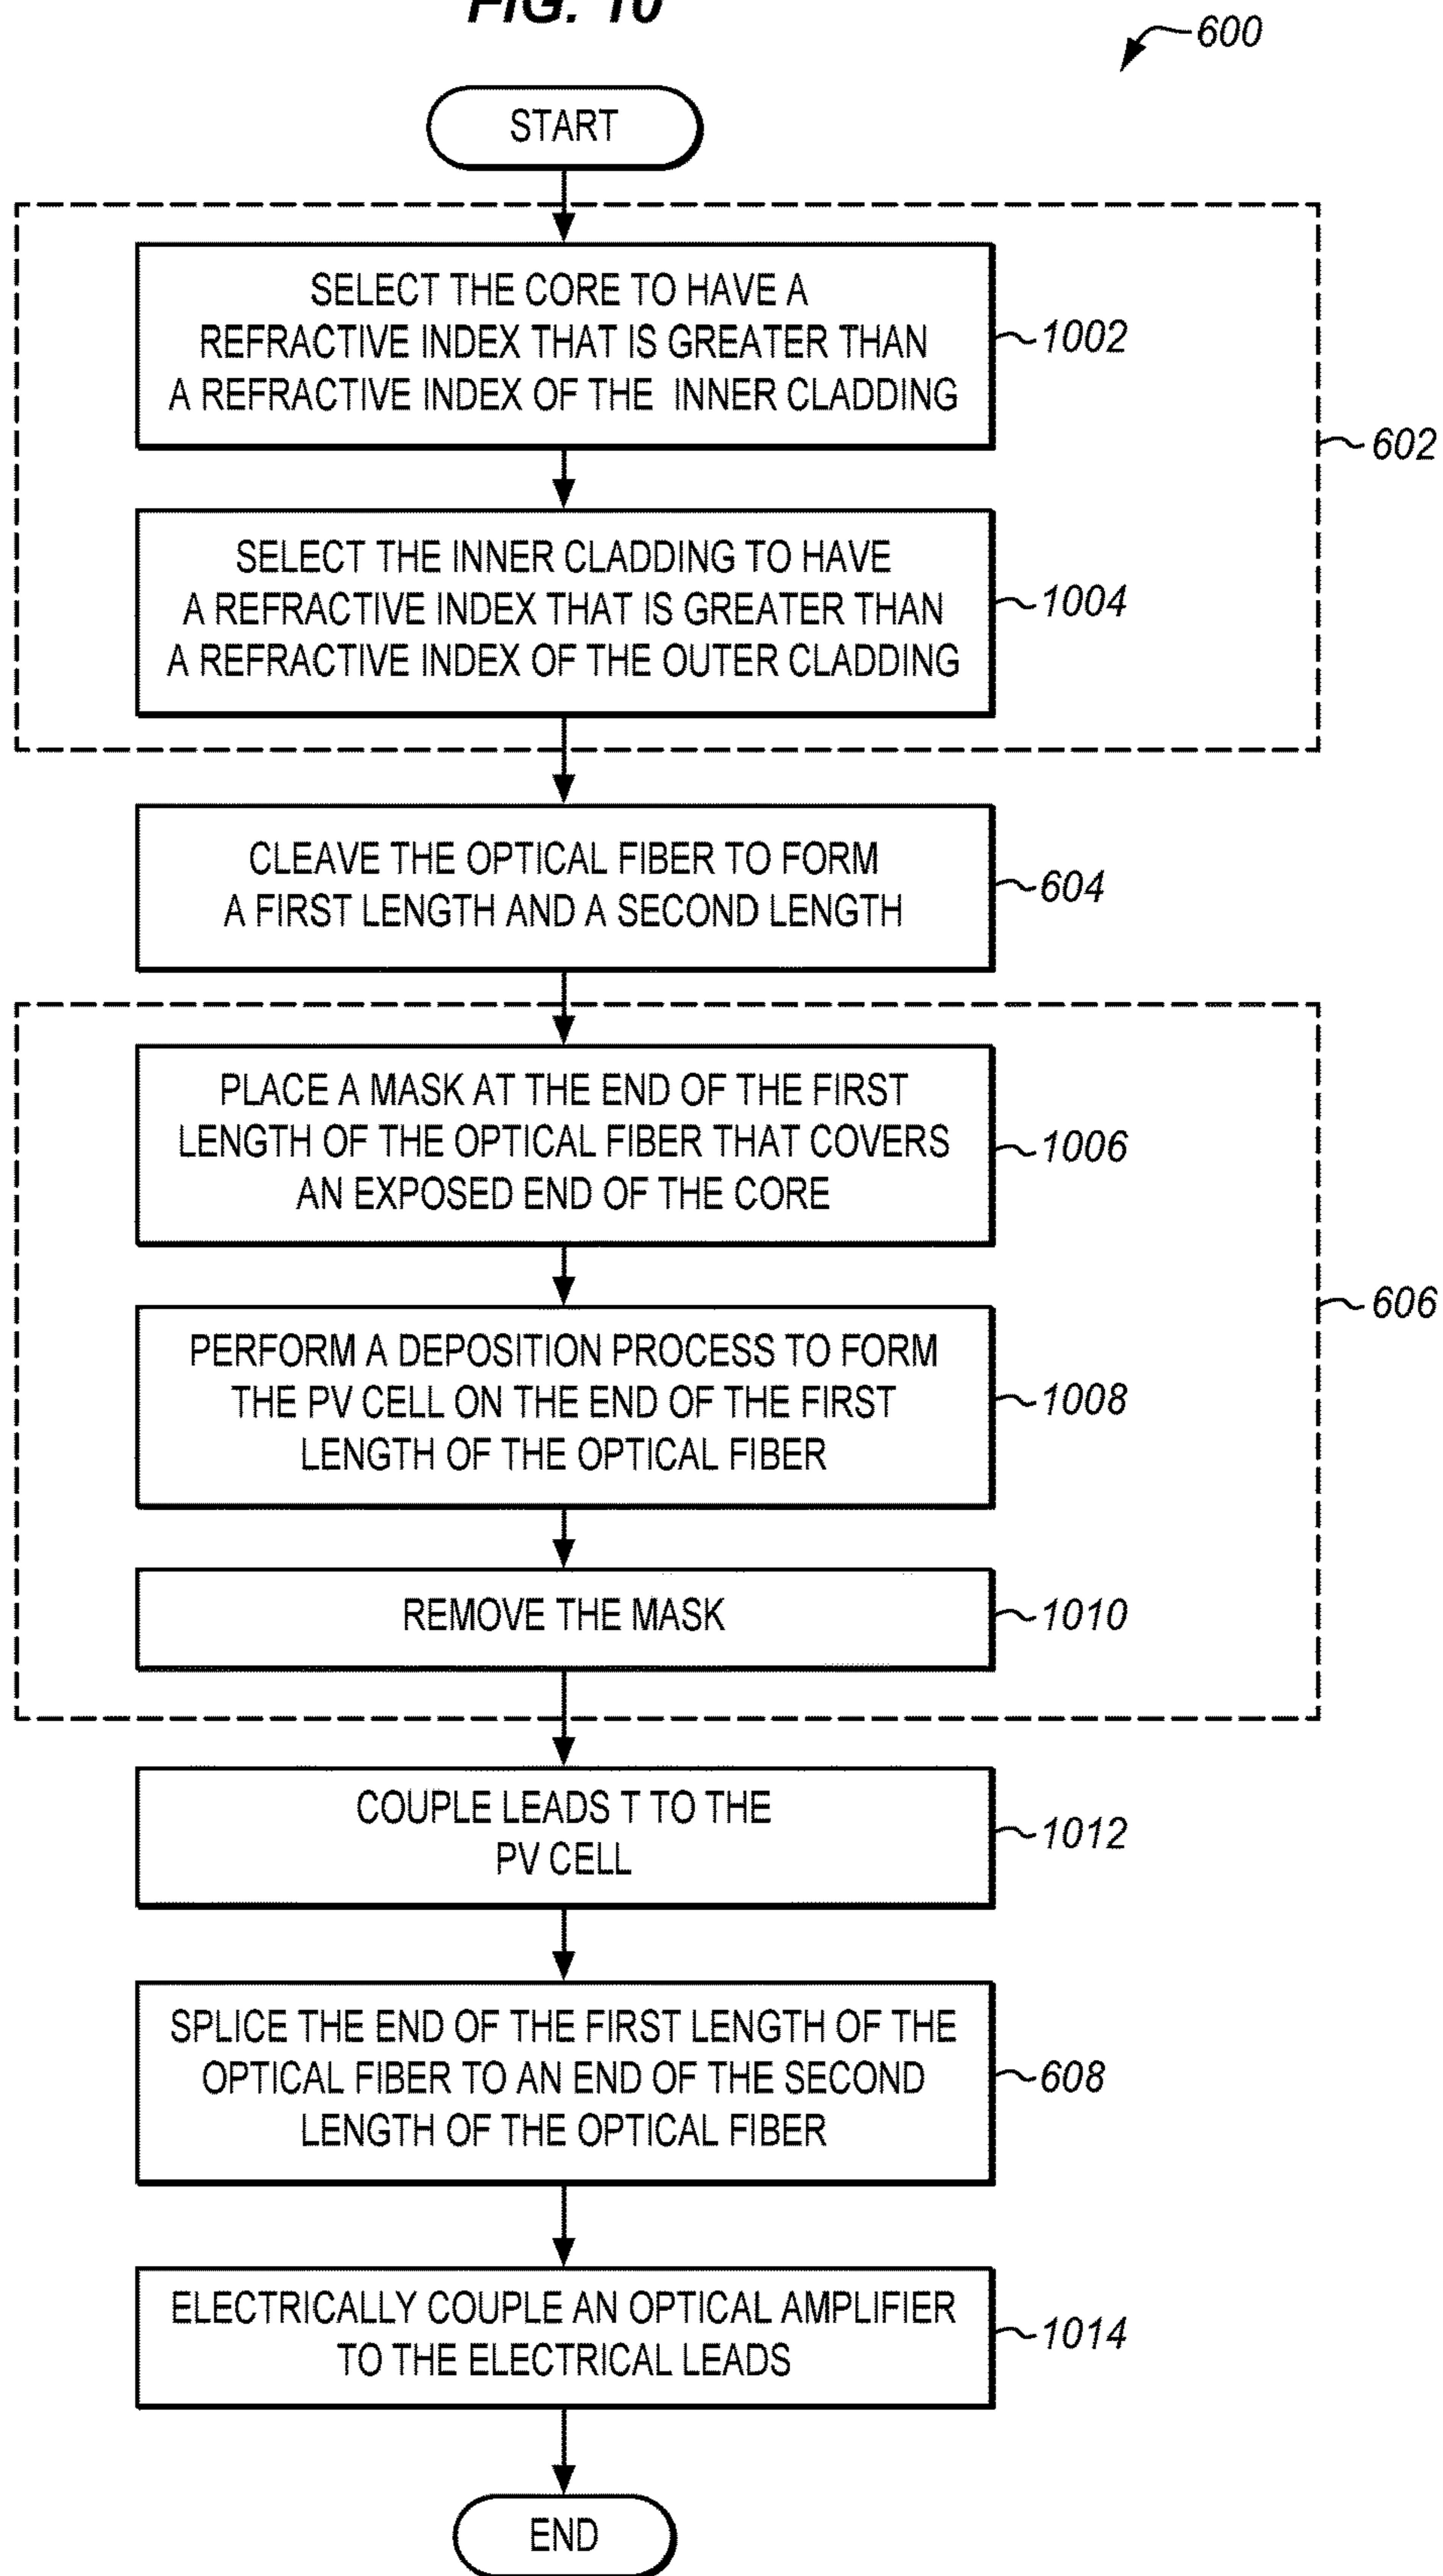 FIG. 10
600
START
SELECT THE CORE TO HAVE A
REFRACTIVE INDEX THAT IS GREATER THAN
A REFRACTIVE INDEX OF THE INNER CLADDING
1002
602
SELECT THE INNER CLADDING TO HAVE
A REFRACTIVE INDEX THAT IS GREATER THAN
A REFRACTIVE INDEX OF THE OUTER CLADDING
1004
CLEAVE THE OPTICAL FIBER TO FORM
A FIRST LENGTH AND A SECOND LENGTH
604
PLACE A MASK AT THE END OF THE FIRST
LENGTH OF THE OPTICAL FIBER THAT COVERS
AN EXPOSED END OF THE CORE
1006
606
PERFORM A DEPOSITION PROCESS TO FORM
THE PV CELL ON THE END OF THE FIRST
LENGTH OF THE OPTICAL FIBER
1008
REMOVE THE MASK
1010
COUPLE LEADS T TO THE
PV CELL
1012
SPLICE THE END OF THE FIRST LENGTH OF THE
OPTICAL FIBER TO AN END OF THE SECOND
LENGTH OF THE OPTICAL FIBER
608
ELECTRICALLY COUPLE AN OPTICAL AMPLIFIER
TO THE ELECTRICAL LEADS
1014
END